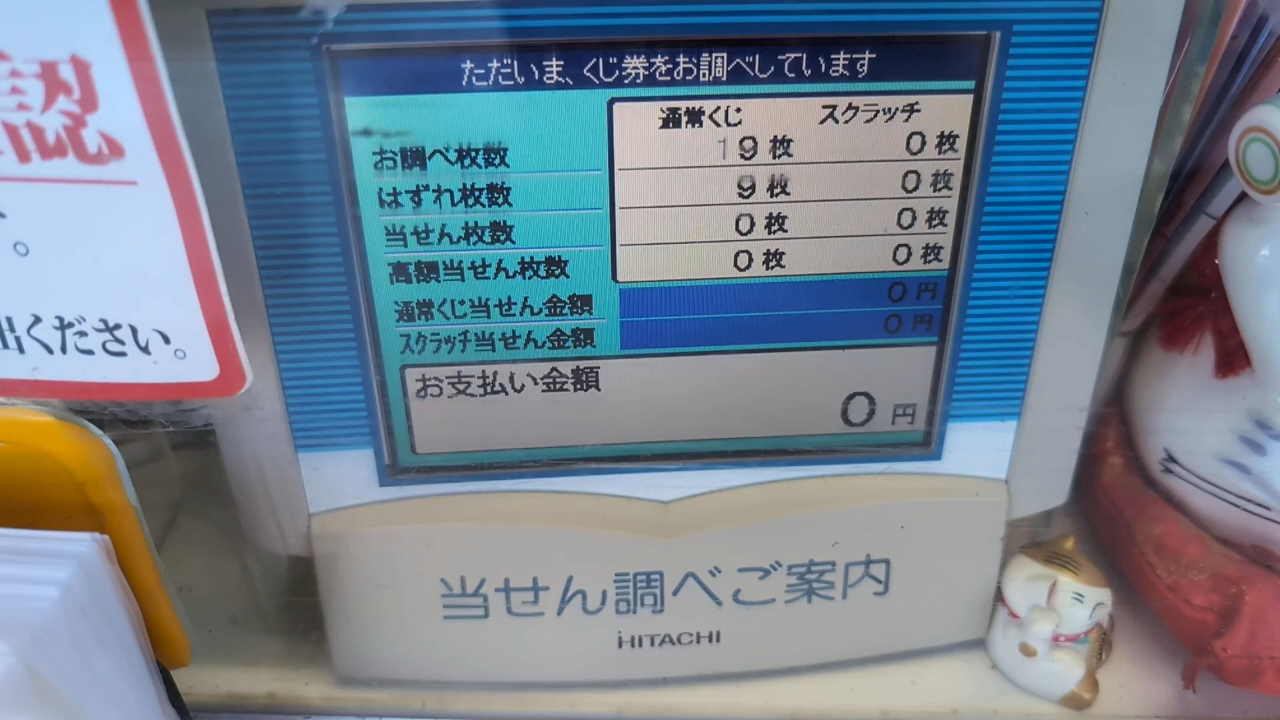 認
。
出ください。
ただいま、くじ券をお調べしています
通常くじ スクラッチ
お調べ枚数 19枚 0枚
はずれ枚数 9枚 0枚
当せん枚数 0枚 0枚
高額当せん枚数 0枚 0枚
通常くじ当せん金額 0円
スクラッチ当せん金額 0円
お支払い金額
0円
当せん調べご案内
HITACHI